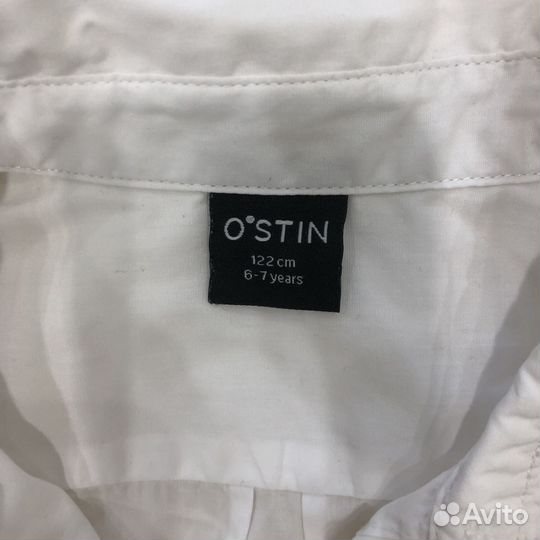 O°STIN
122 cm
6-7 years
Avito